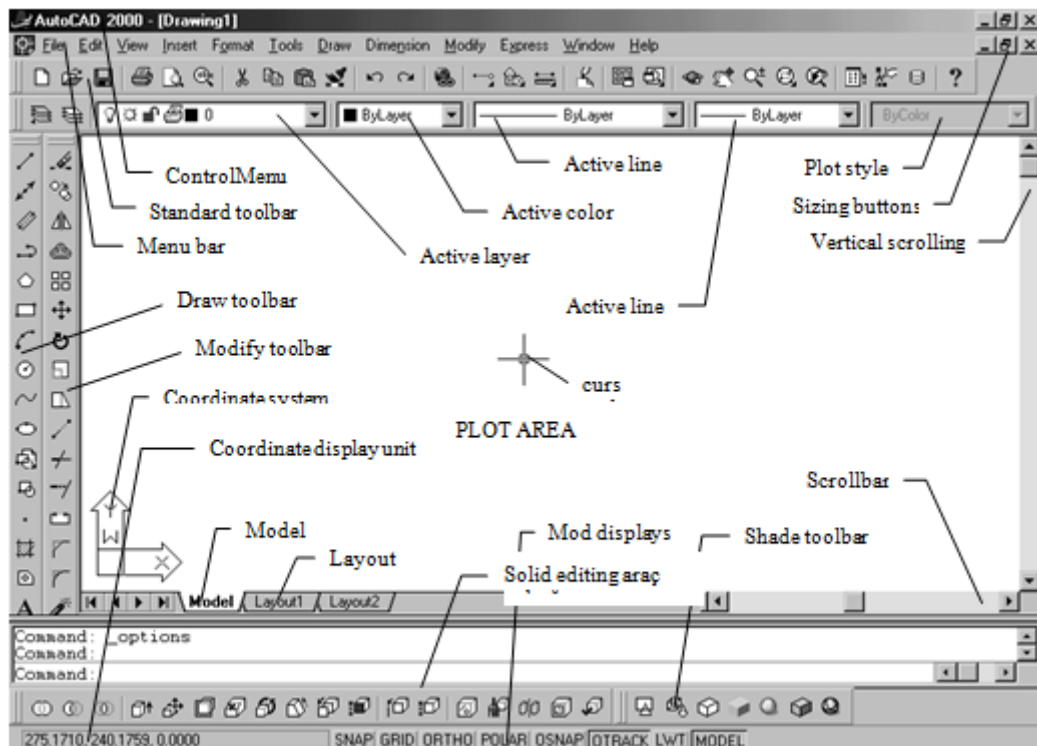 AutoCAD 2000 - [Drawing1]
File Edit View Insert Format Tools Draw Dimension Modify Express Window Help
0 ByLayer ByLayer ByLayer ByColor
Active line
Plot style
ControlMenu
Standard toolbar
Active color
Sizing buttons
Menu bar
Active layer
Vertical scrolling
Draw toolbar
Active line
Modify toolbar
curs
Coordinate system
PLOT AREA
Coordinate display unit
Scrollbar
Y
W
X
Model
Mod displays
Shade toolbar
Layout
Solid editing araç
A
Model Layout1 Layout2
Command: _options
Command:
Command:
275.1710, 240.1759, 0.0000 SNAP GRID ORTHO POLAR OSNAP OTRACK LWT MODEL